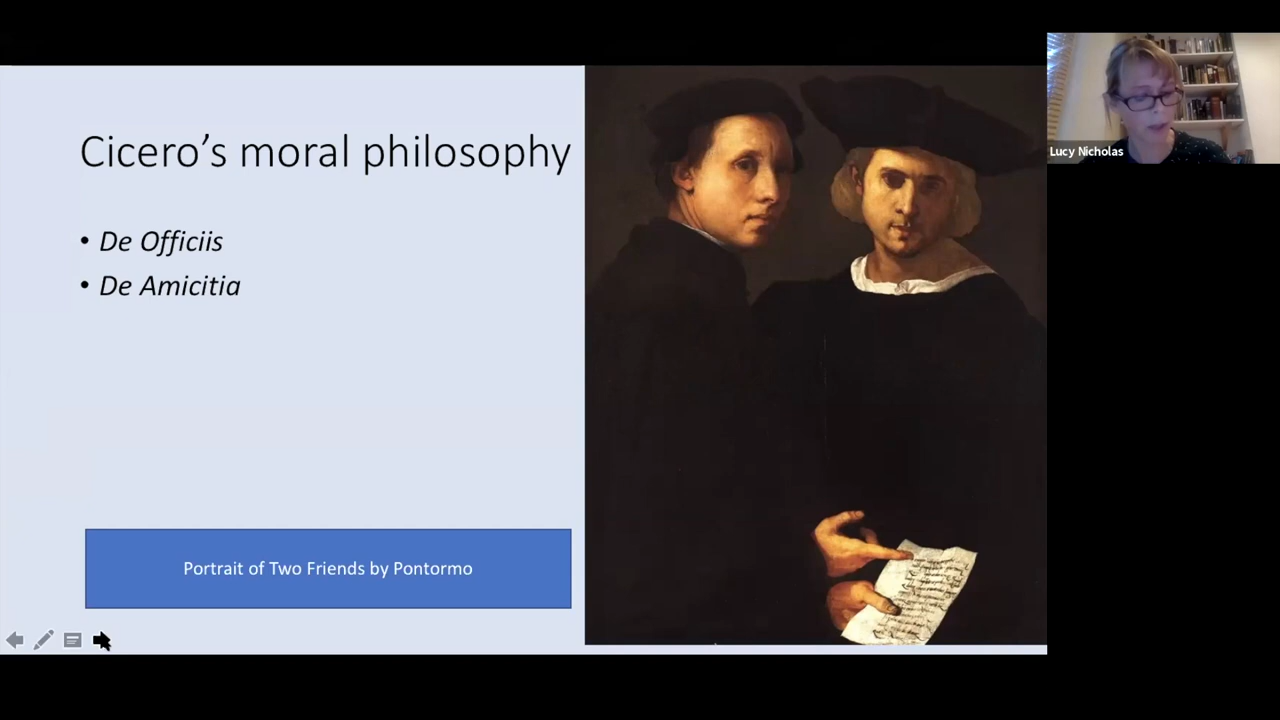 Cicero’s moral philosophy
• De Officiis
• De Amicitia
Portrait of Two Friends by Pontormo
Lucy Nicholas